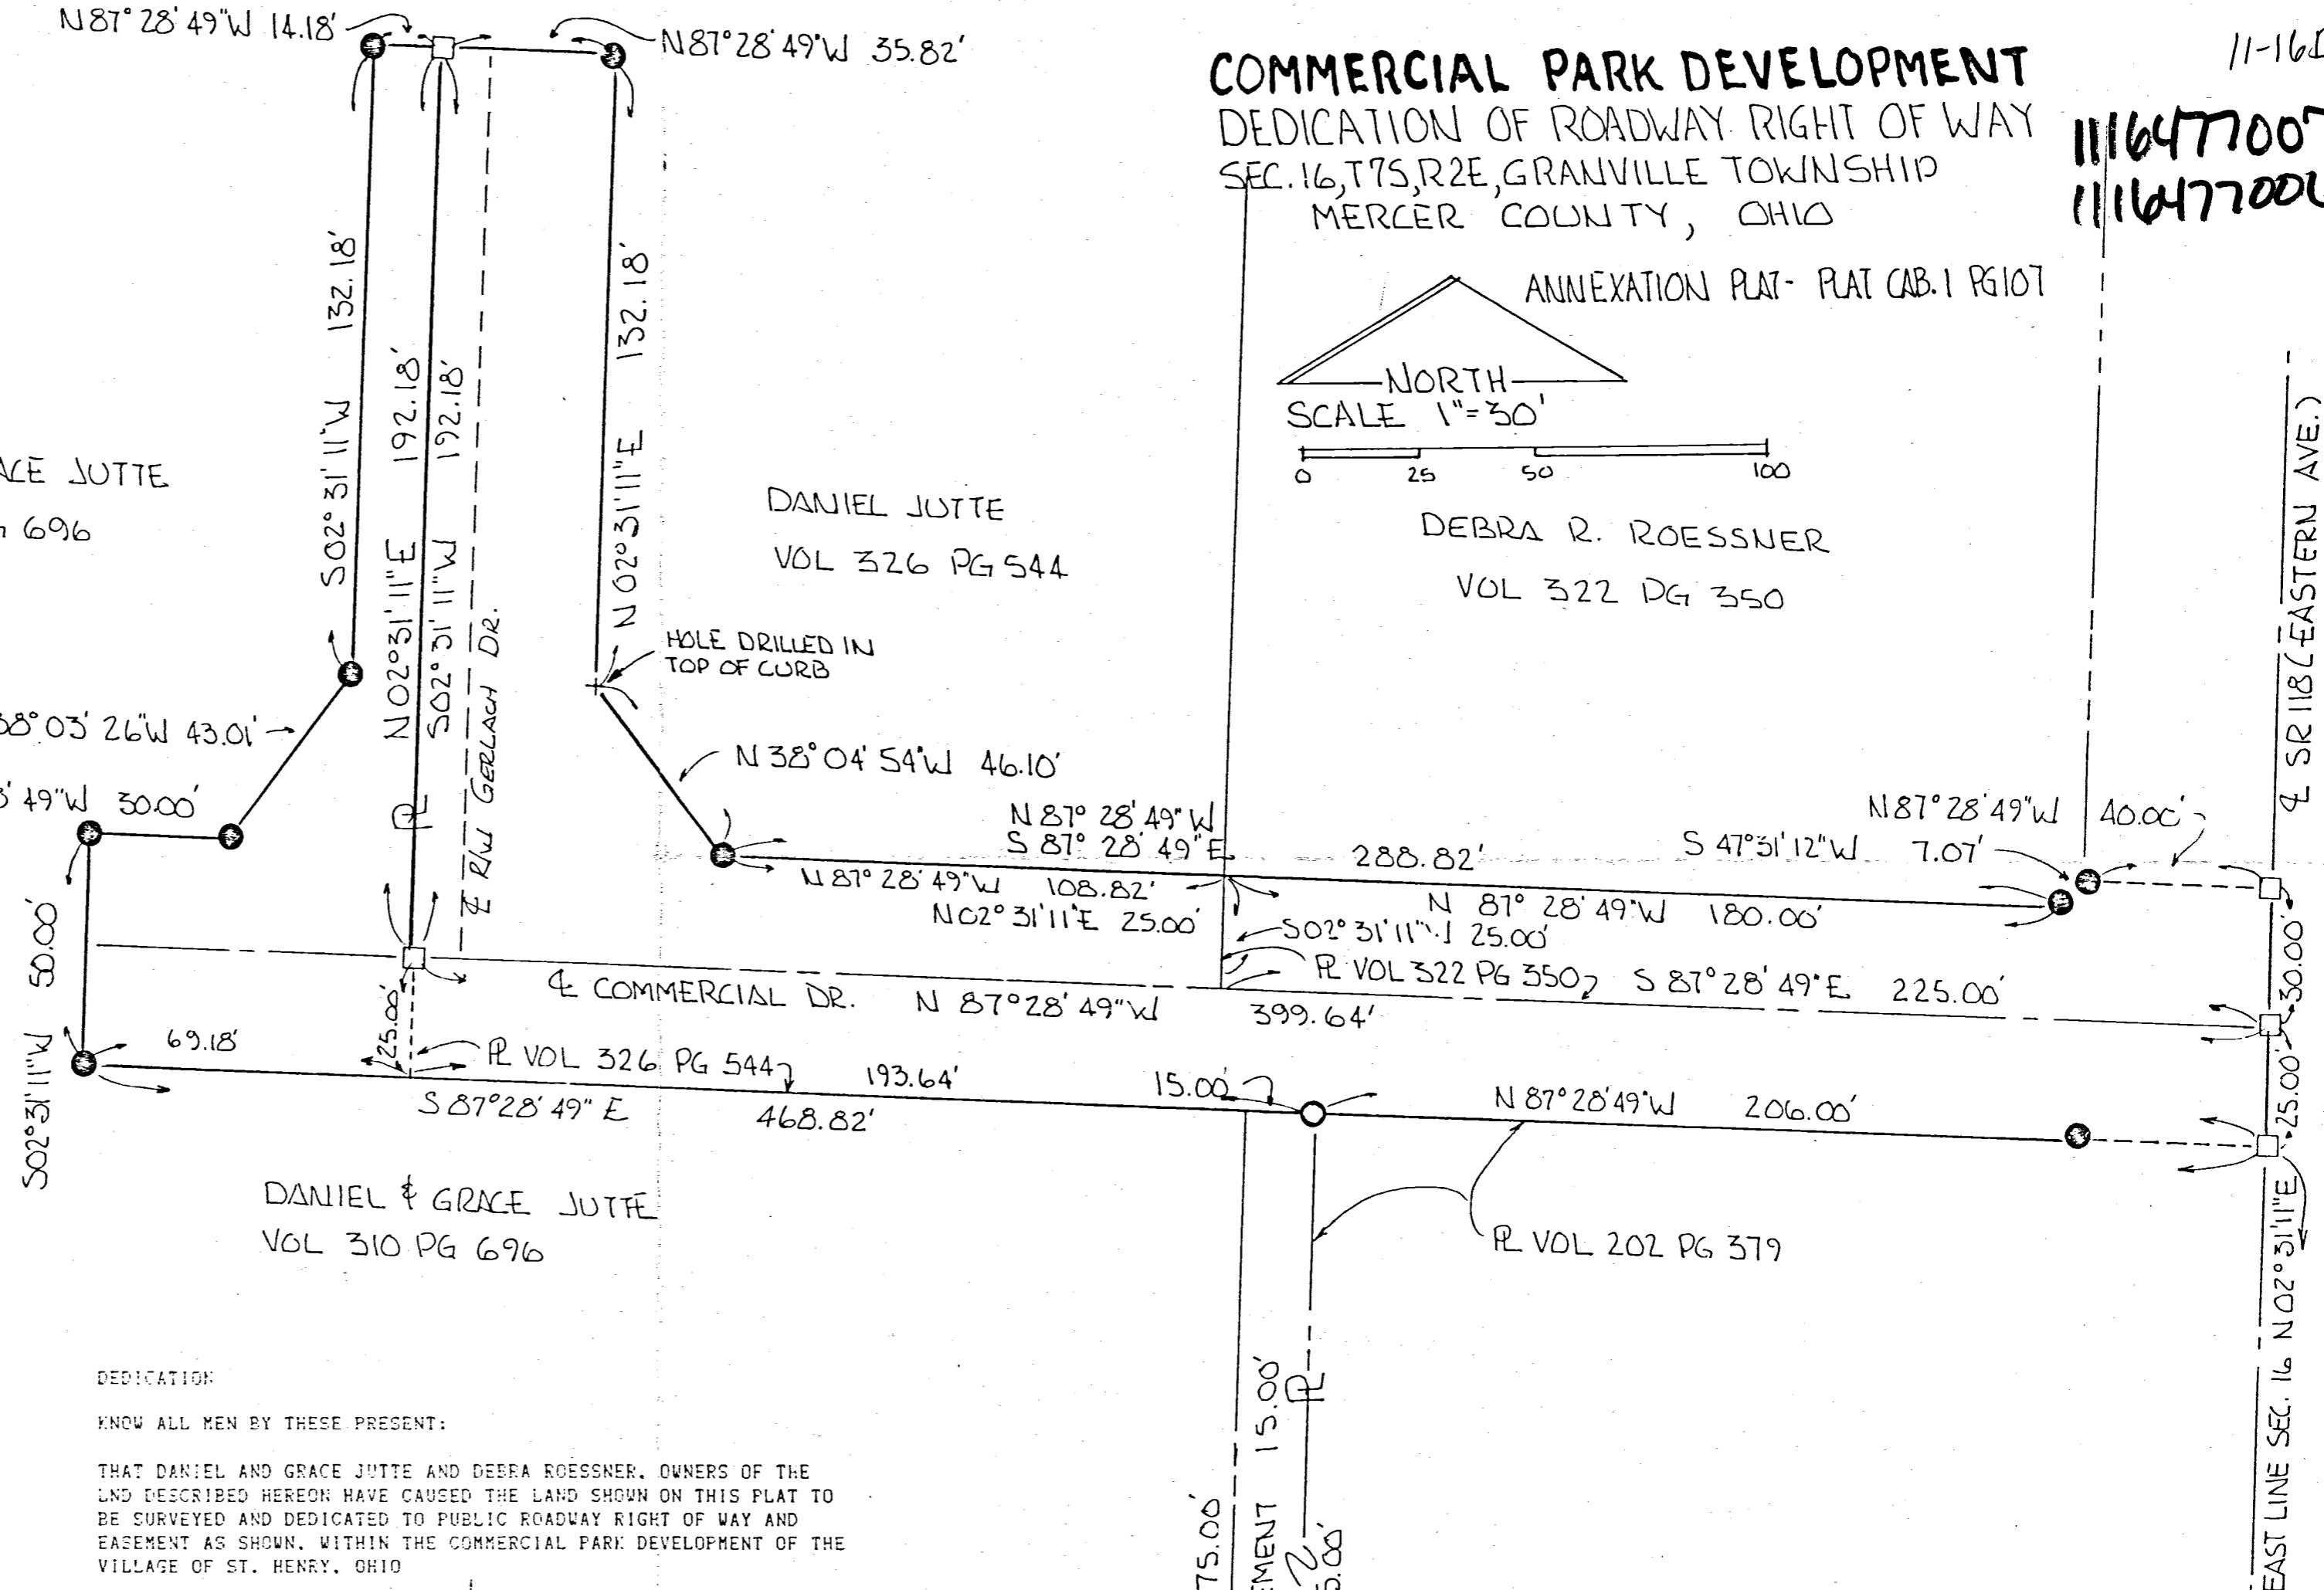 N87°28'49"W 14.18'
N87°28'49"W 35.82'
COMMERCIAL PARK DEVELOPMENT
DEDICATION OF ROADWAY RIGHT OF WAY
SEC. 16, T7S, R2E, GRANVILLE TOWNSHIP
MERCER COUNTY, OHIO
11-16
ANNEXATION PLAT- PLAT CAB. 1 PG 107
NORTH
SCALE 1"=30'
0 25 50 100
S02°31'11"W 132.18'
N02°31'11"E 192.18'
S02°31'11"W 192.18'
N02°31'11"E 132.18'
℄ R/W GERLACH DR.
JUTTE
696
DANIEL JUTTE
VOL 326 PG 544
DEBRA R. ROESSNER
VOL 322 PG 350
℄ SR 118 (EASTERN AVE.)
HOLE DRILLED IN
TOP OF CURB
03'26"W 43.01'
49"W 30.00'
N38°04'54"W 46.10'
N87°28'49"W
S87°28'49"E
288.82'
S47°31'12"W 7.07'
N87°28'49"W 40.00'
N87°28'49"W 108.82'
N 87°28'49"W 180.00'
N02°31'11"E 25.00'
S02°31'11" 25.00'
PL VOL 322 PG 350
S87°28'49"E 225.00'
℄ COMMERCIAL DR. N 87°28'49"W
399.64'
PL
S02°31'11"W 50.00'
69.18'
25.00'
PL VOL 326 PG 544
193.64'
15.00'
N87°28'49"W 206.00'
30.00'
25.00'
S87°28'49"E 468.82'
DANIEL & GRACE JUTTE
VOL 310 PG 696
PL VOL 202 PG 379
PL
EAST LINE SEC. 16 N02°31'11"E
75.00'
15.00'
DEDICATION
KNOW ALL MEN BY THESE PRESENT:
THAT DANIEL AND GRACE JUTTE AND DEBRA ROESSNER, OWNERS OF THE
LND DESCRIBED HEREON HAVE CAUSED THE LAND SHOWN ON THIS PLAT TO
BE SURVEYED AND DEDICATED TO PUBLIC ROADWAY RIGHT OF WAY AND
EASEMENT AS SHOWN, WITHIN THE COMMERCIAL PARK DEVELOPMENT OF THE
VILLAGE OF ST. HENRY, OHIO